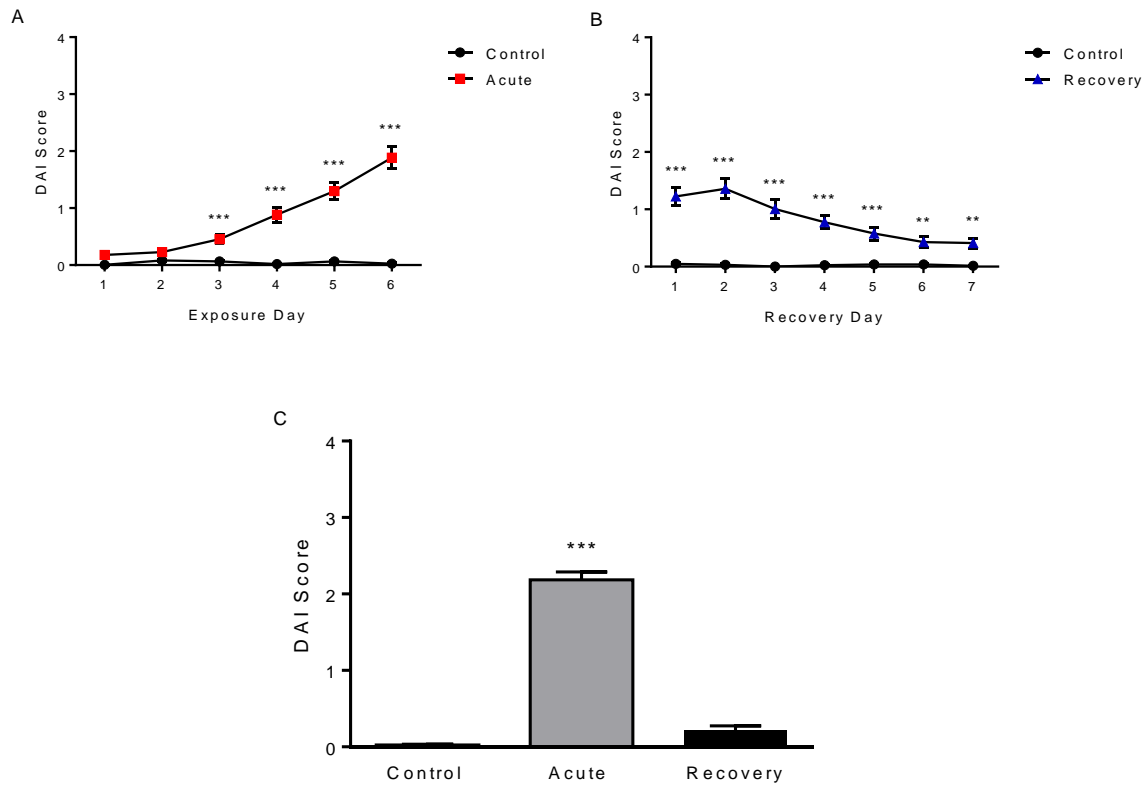 A
4
3
2
1
0
DAI Score
***
***
***
***
1 2 3 4 5 6
Exposure Day
Control
Acute
B
4
3
2
1
0
DAI Score
***
***
***
***
***
**
**
1 2 3 4 5 6 7
Recovery Day
Control
Recovery
C
4
3
2
1
0
DAI Score
***
Control Acute Recovery